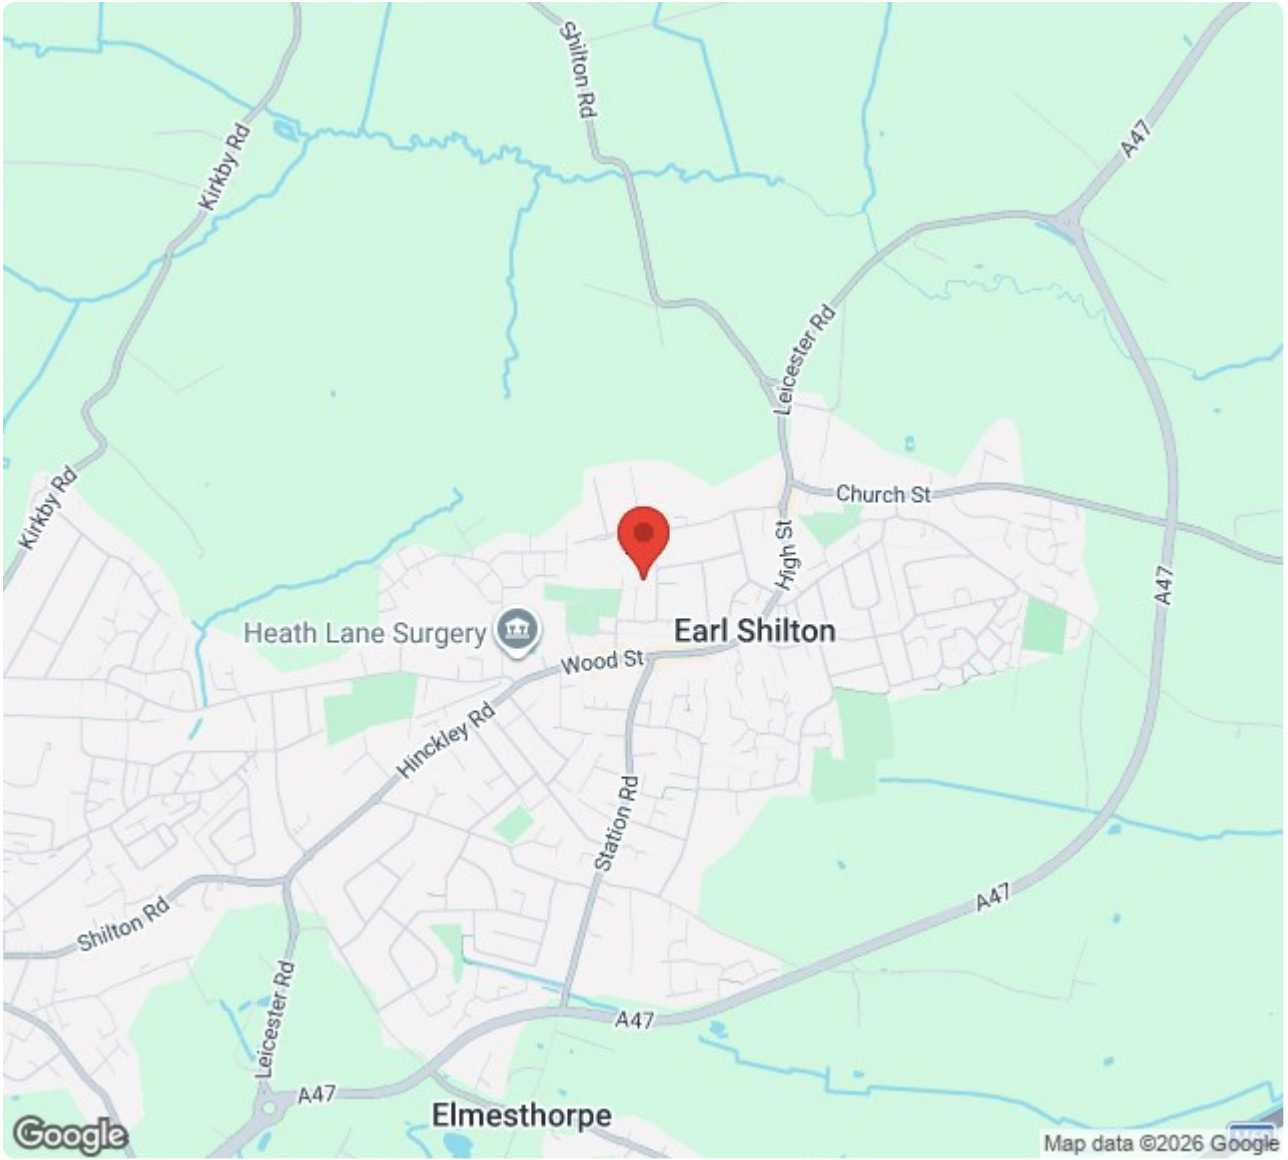 Shilton Rd
A47
Kirkby Rd
Leicester Rd
Kirkby Rd
Church St
High St
A47
Heath Lane Surgery
Earl Shilton
Wood St
Hinckley Rd
Station Rd
A47
Shilton Rd
Leicester Rd
A47
A47
Elmesthorpe
Google
Map data ©2026 Google